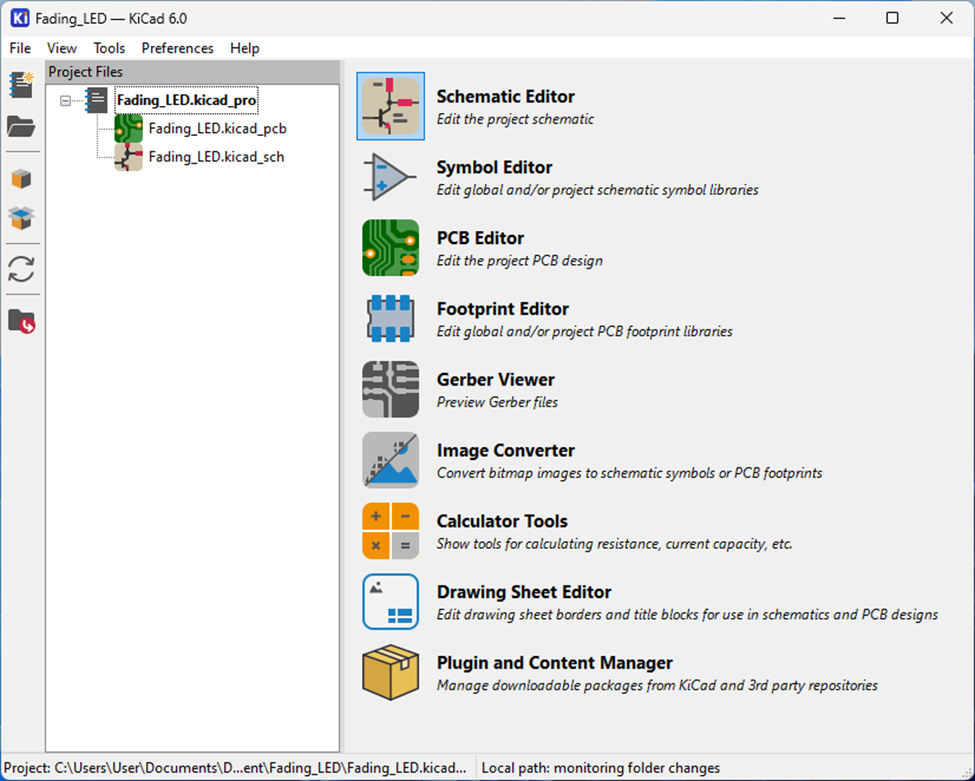 Fading_LED — KiCad 6.0
File View Tools Preferences Help
Project Files
Fading_LED.kicad_pro
Fading_LED.kicad_pcb
Fading_LED.kicad_sch
Schematic Editor
Edit the project schematic
Symbol Editor
Edit global and/or project schematic symbol libraries
PCB Editor
Edit the project PCB design
Footprint Editor
Edit global and/or project PCB footprint libraries
Gerber Viewer
Preview Gerber files
Image Converter
Convert bitmap images to schematic symbols or PCB footprints
Calculator Tools
Show tools for calculating resistance, current capacity, etc.
Drawing Sheet Editor
Edit drawing sheet borders and title blocks for use in schematics and PCB designs
Plugin and Content Manager
Manage downloadable packages from KiCad and 3rd party repositories
Project: C:\Users\User\Documents\D...ent\Fading_LED\Fading_LED.kicad... Local path: monitoring folder changes